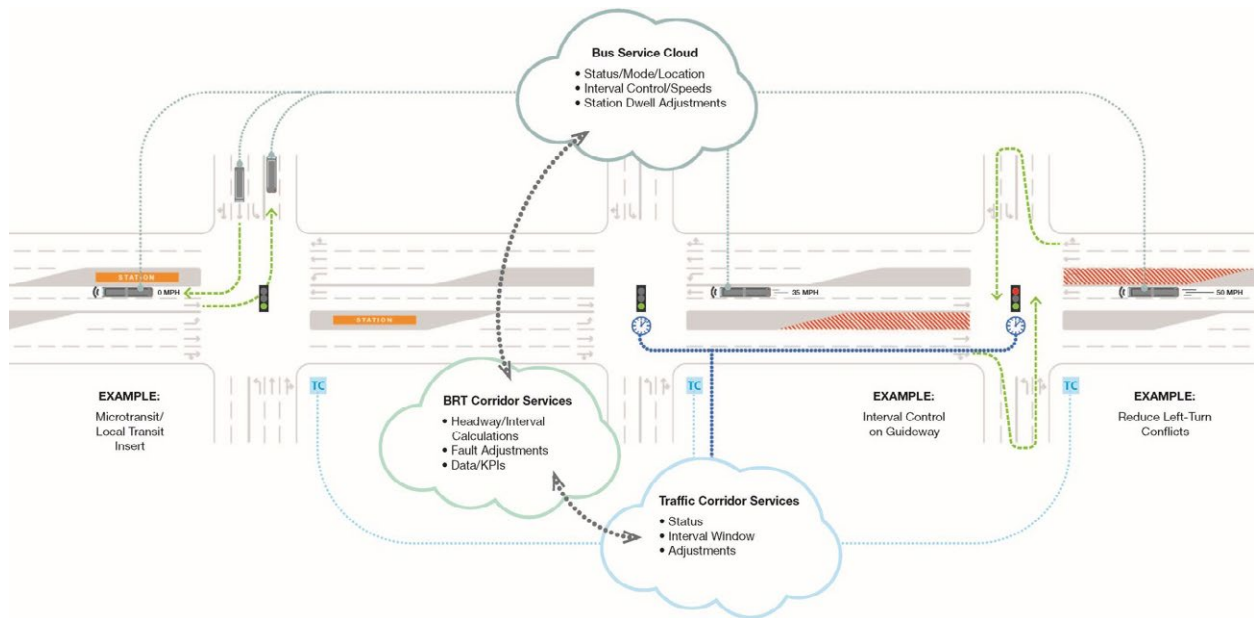 Bus Service Cloud
• Status/Mode/Location
• Interval Control/Speeds
• Station Dwell Adjustments
STATION
0 MPH
35 MPH
50 MPH
STATION
TC
TC
TC
EXAMPLE:
Microtransit/
Local Transit
Insert
BRT Corridor Services
• Headway/Interval
Calculations
• Fault Adjustments
• Data/KPIs
EXAMPLE:
Interval Control
on Guideway
EXAMPLE:
Reduce Left-Turn
Conflicts
Traffic Corridor Services
• Status
• Interval Window
• Adjustments